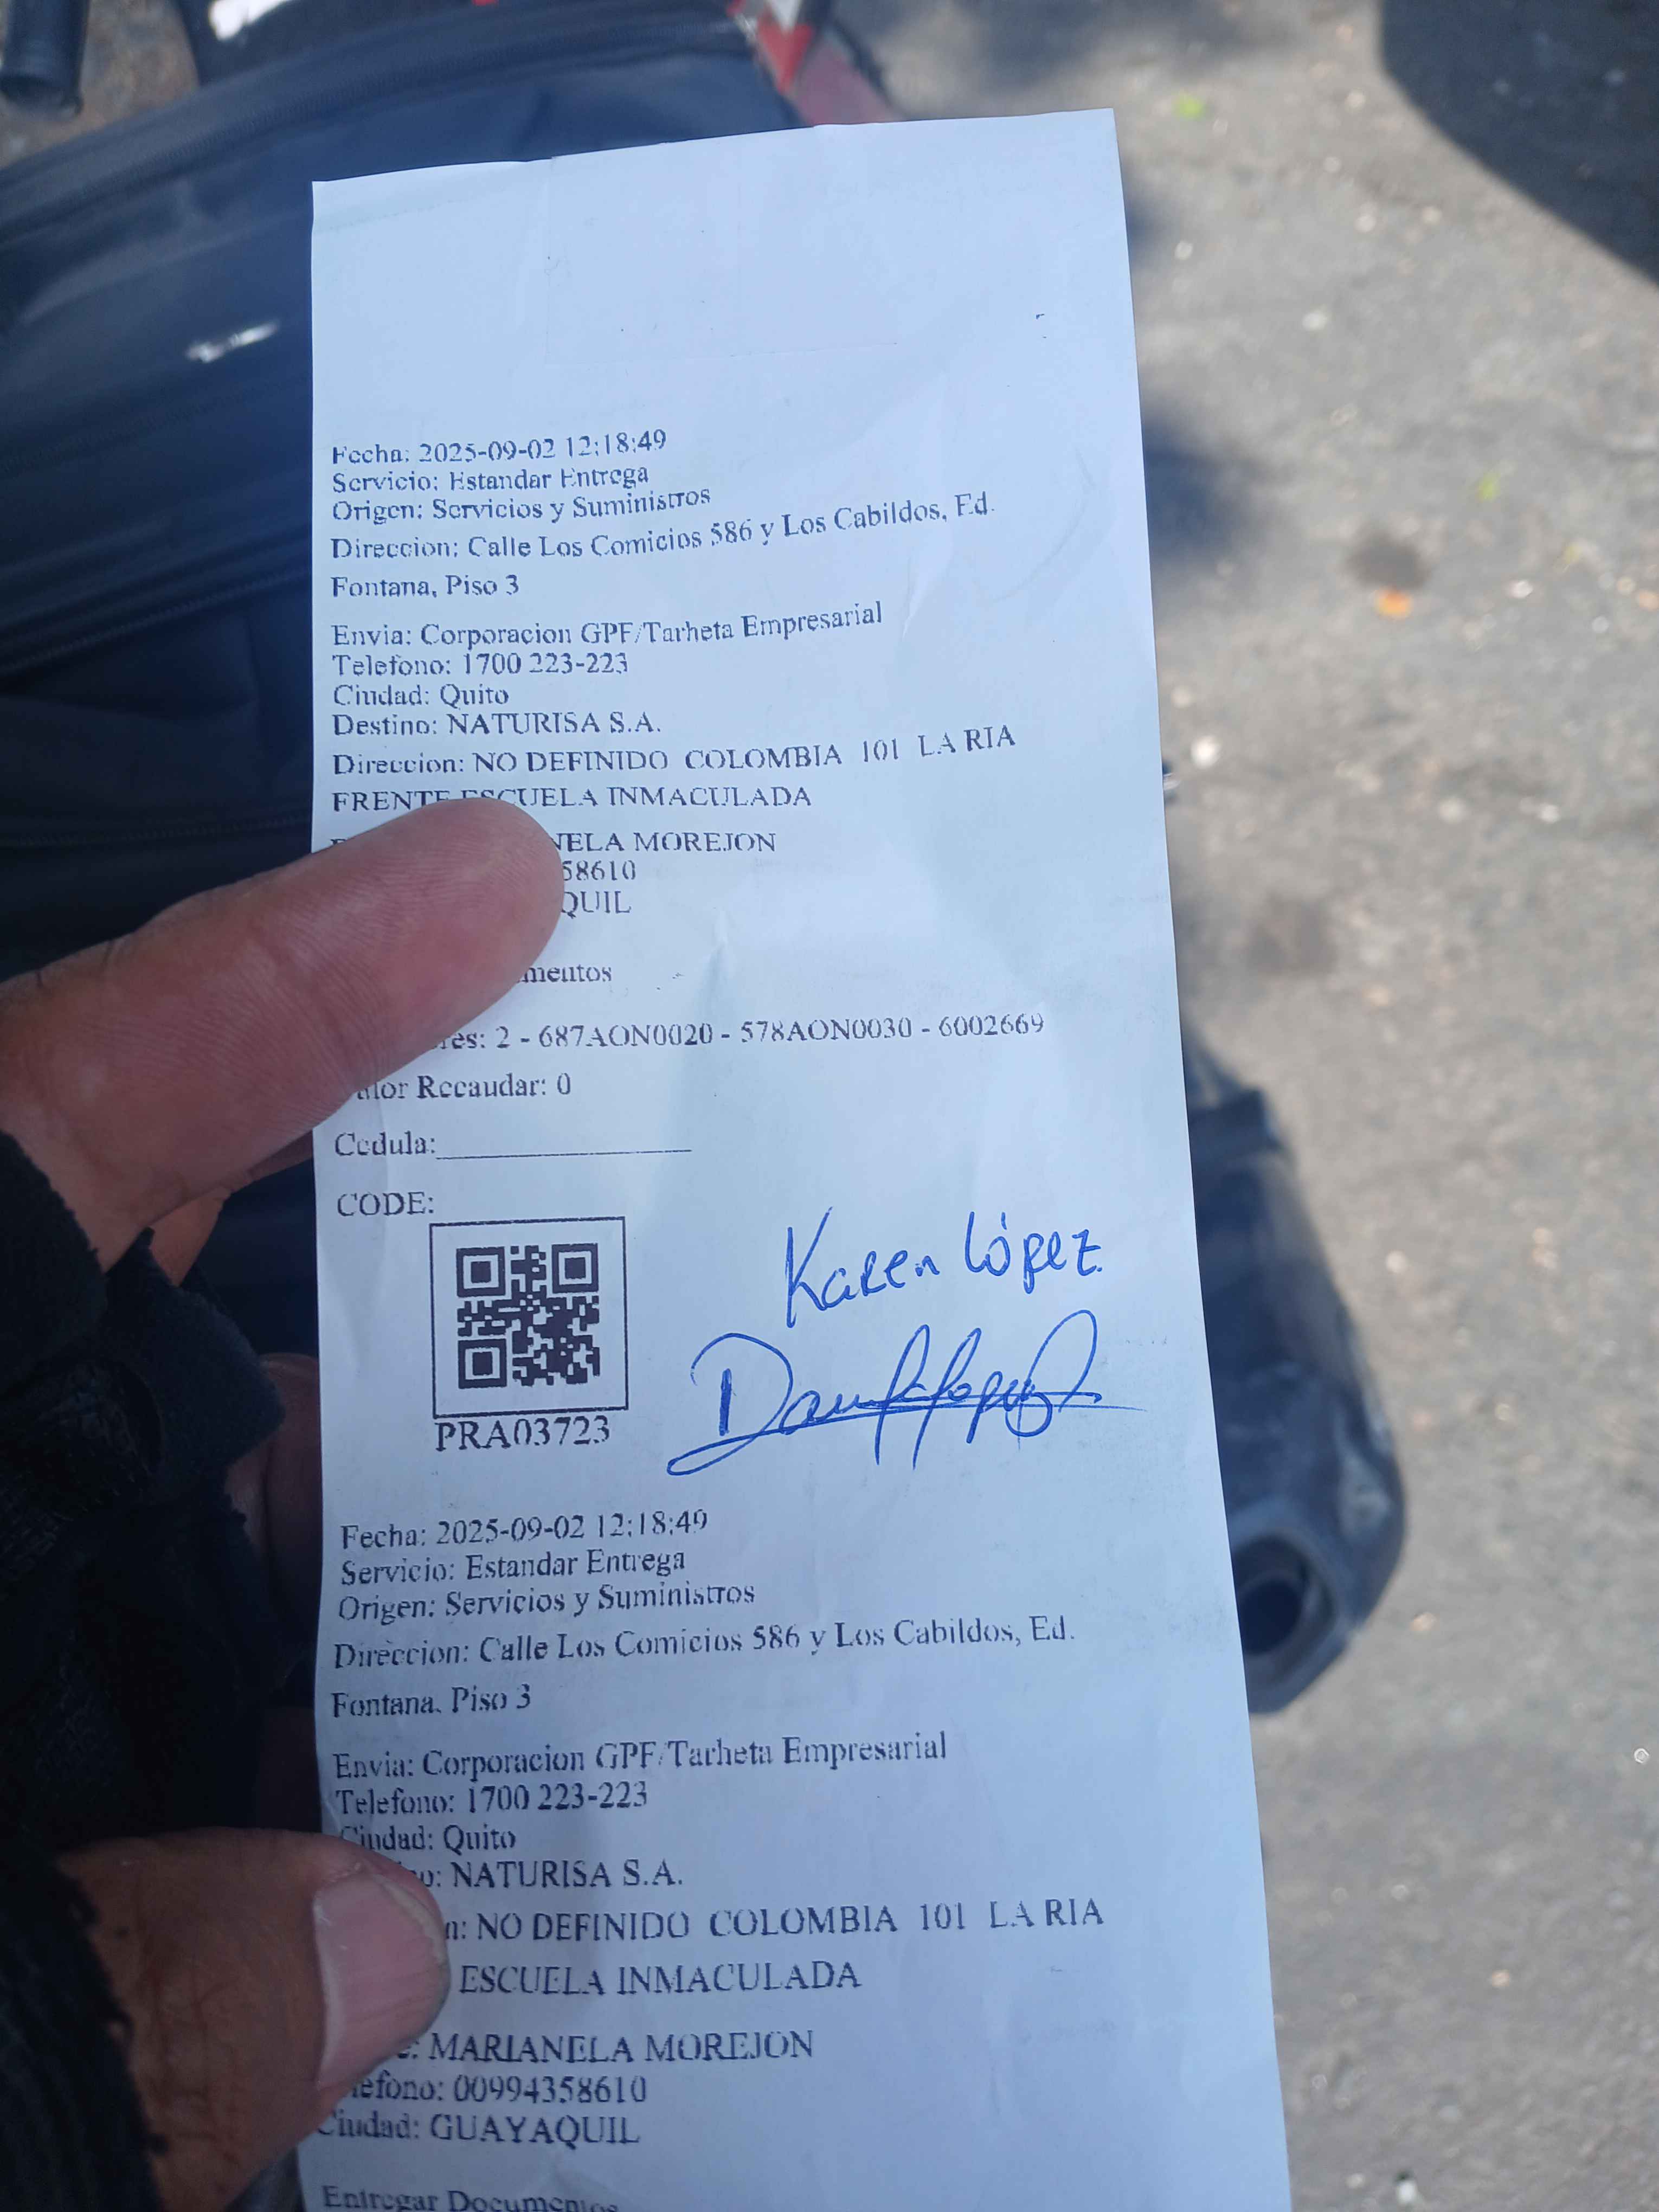 Fecha: 2025-09-02 12:18:49
Servicio: Estandar Entrega
Origen: Servicios y Suministros
Direccion: Calle Los Comicios 586 y Los Cabildos, Ed.
Fontana, Piso 3
Envia: Corporacion GPF/Tarheta Empresarial
Telefono: 1700 223-223
Ciudad: Quito
Destino: NATURISA S.A.
Direccion: NO DEFINIDO COLOMBIA 101 LA RIA
FRENTE ESCUELA INMACULADA
NELA MOREJON
58610
QUIL
mentos
res: 2 - 687AON0020 - 578AON0030 - 6002669
alor Recaudar: 0
Cedula:
CODE:
Karen López
PRA03723
Fecha: 2025-09-02 12:18:49
Servicio: Estandar Entrega
Origen: Servicios y Suministros
Direccion: Calle Los Comicios 586 y Los Cabildos, Ed.
Fontana, Piso 3
Envia: Corporacion GPF/Tarheta Empresarial
Telefono: 1700 223-223
Ciudad: Quito
o: NATURISA S.A.
n: NO DEFINIDO COLOMBIA 101 LA RIA
ESCUELA INMACULADA
e: MARIANELA MOREJON
lefono: 00994358610
Ciudad: GUAYAQUIL
Entregar Documentos